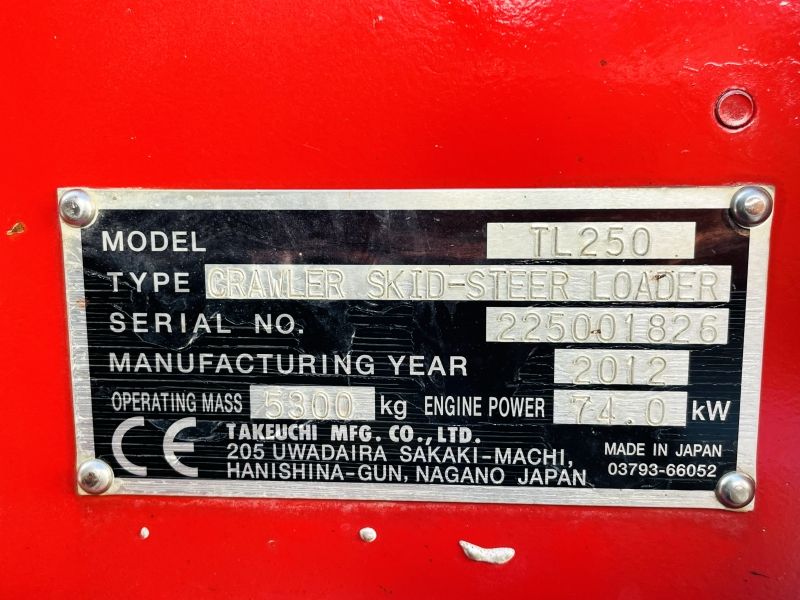 MODEL TL250
TYPE CRAWLER SKID-STEER LOADER
SERIAL NO. 225001826
MANUFACTURING YEAR 2012
OPERATING MASS 5300 kg ENGINE POWER 74.0 kW
CE TAKEUCHI MFG. CO., LTD.
205 UWADAIRA SAKAKI-MACHI,
HANISHINA-GUN, NAGANO JAPAN
MADE IN JAPAN
03793-66052